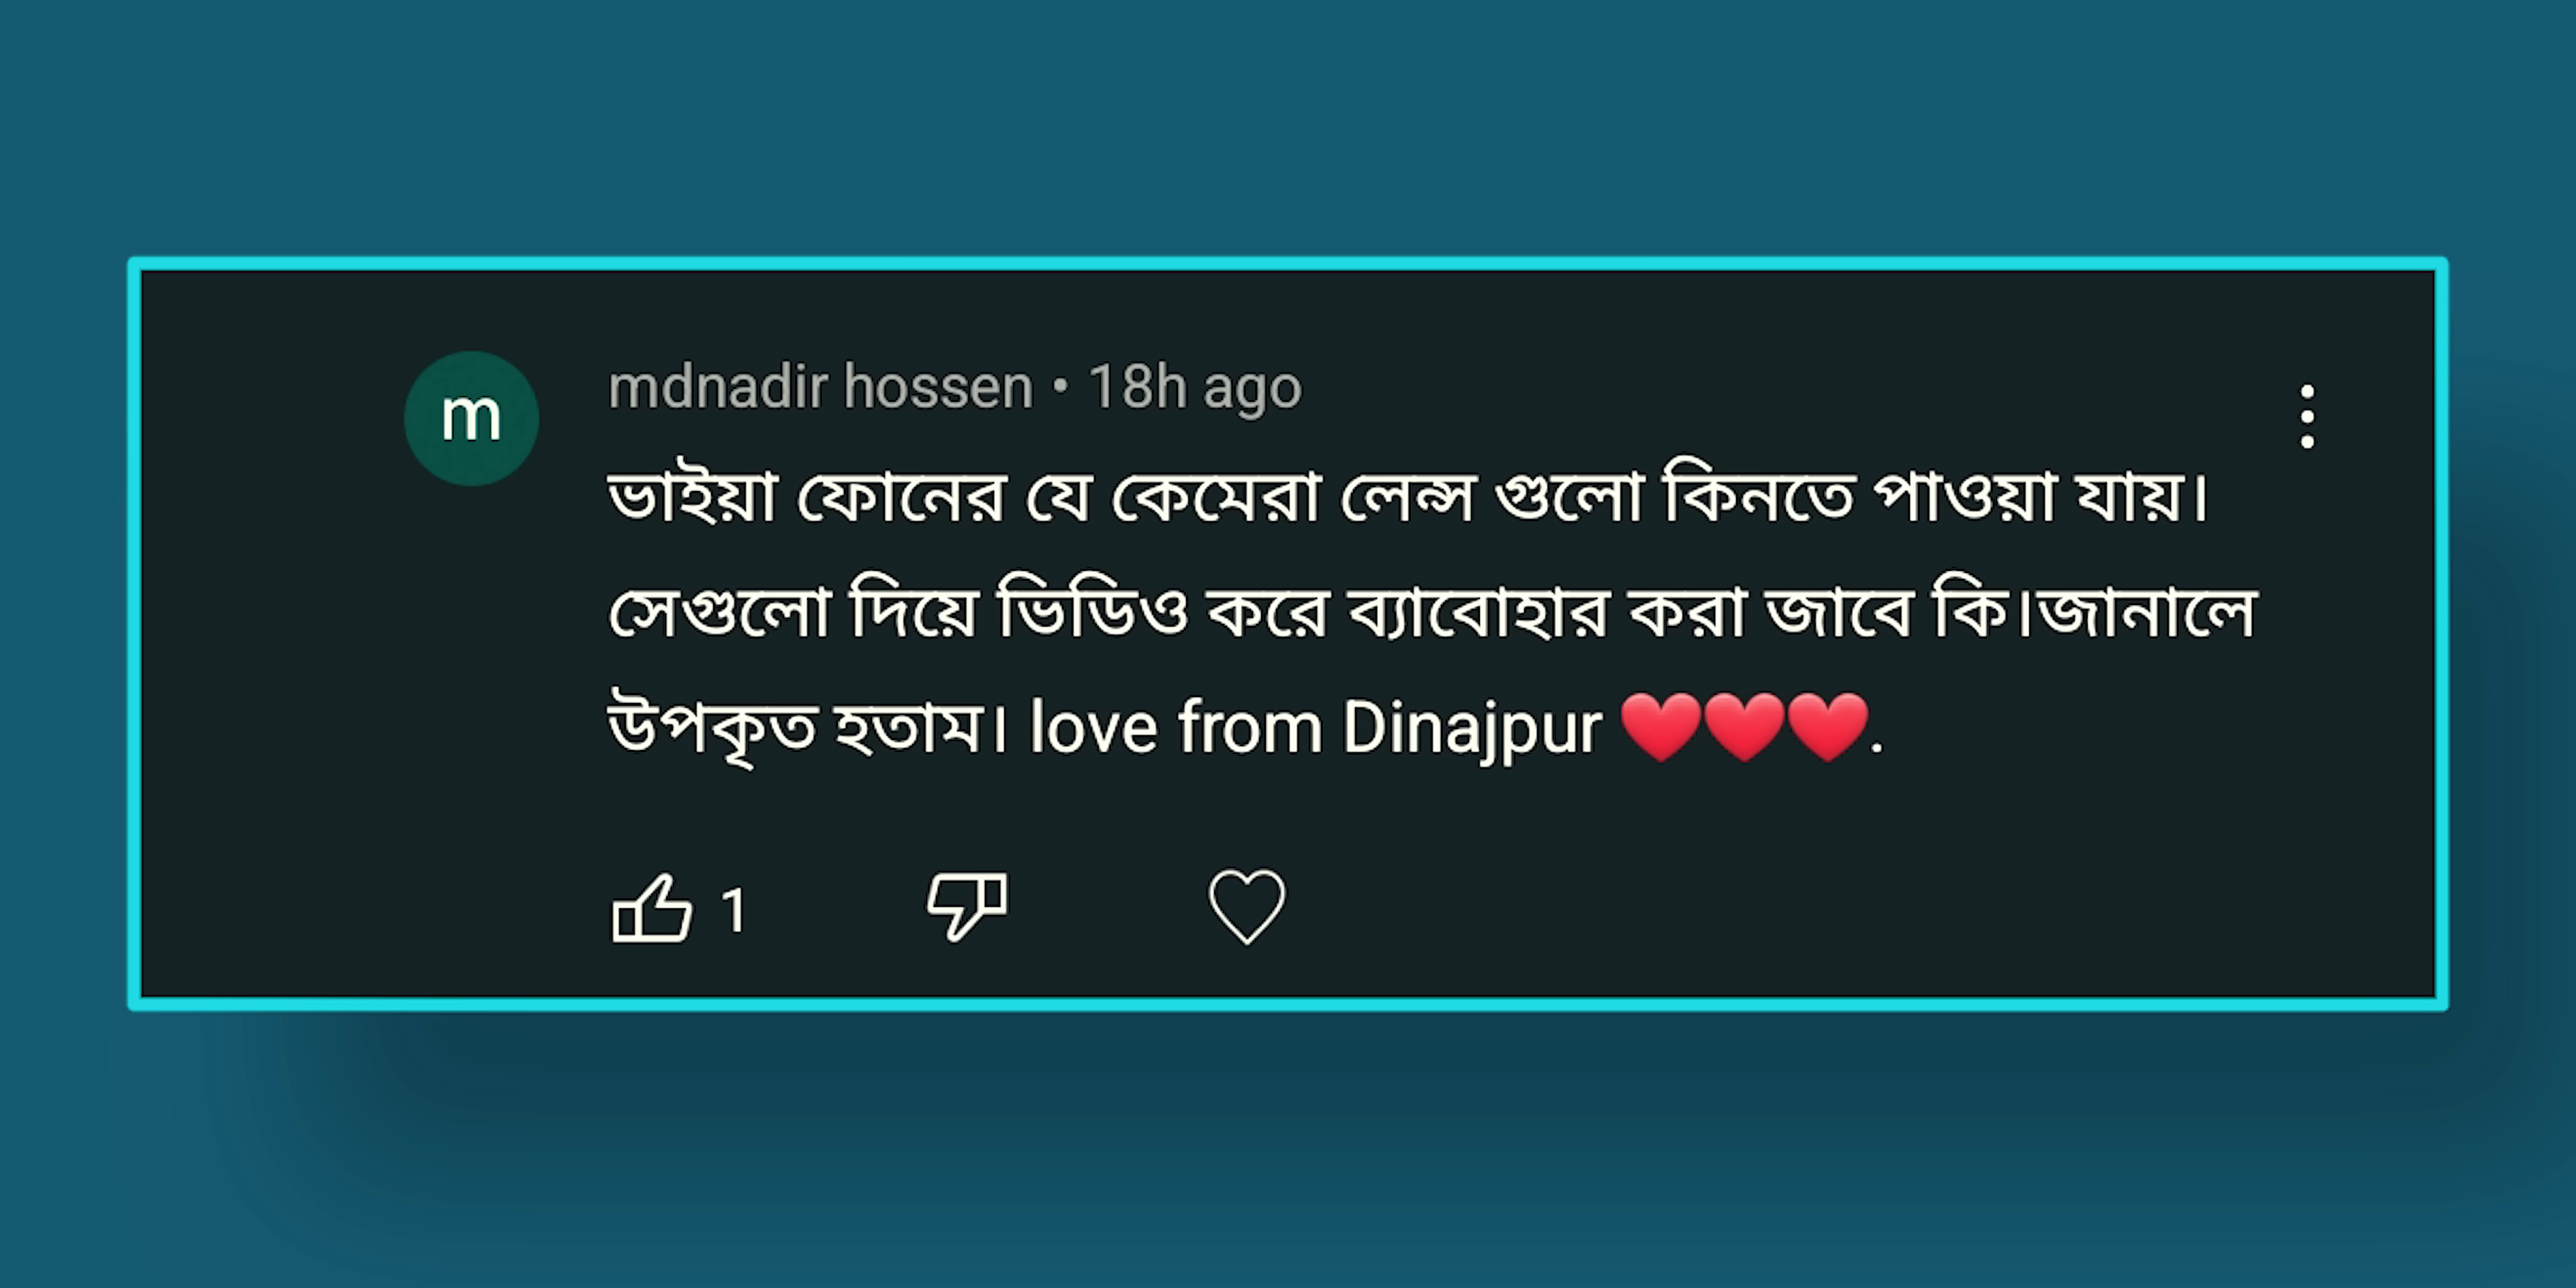 m
mdnadir hossen • 18h ago
ভাইয়া ফোনের যে কেমেরা লেন্স গুলো কিনতে পাওয়া যায়।
সেগুলো দিয়ে ভিডিও করে ব্যাবোহার করা জাবে কি।জানালে
উপকৃত হতাম। love from Dinajpur ❤️❤️❤️.
1